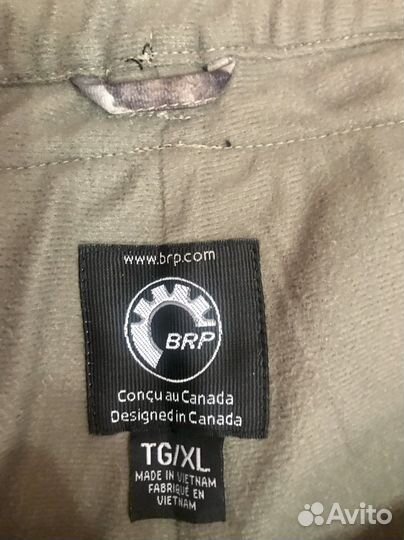 www.brp.com
BRP
Conçu au Canada
Designed in Canada
TG/XL
MADE IN VIETNAM
FABRIQUÉ EN
VIETNAM
Avito